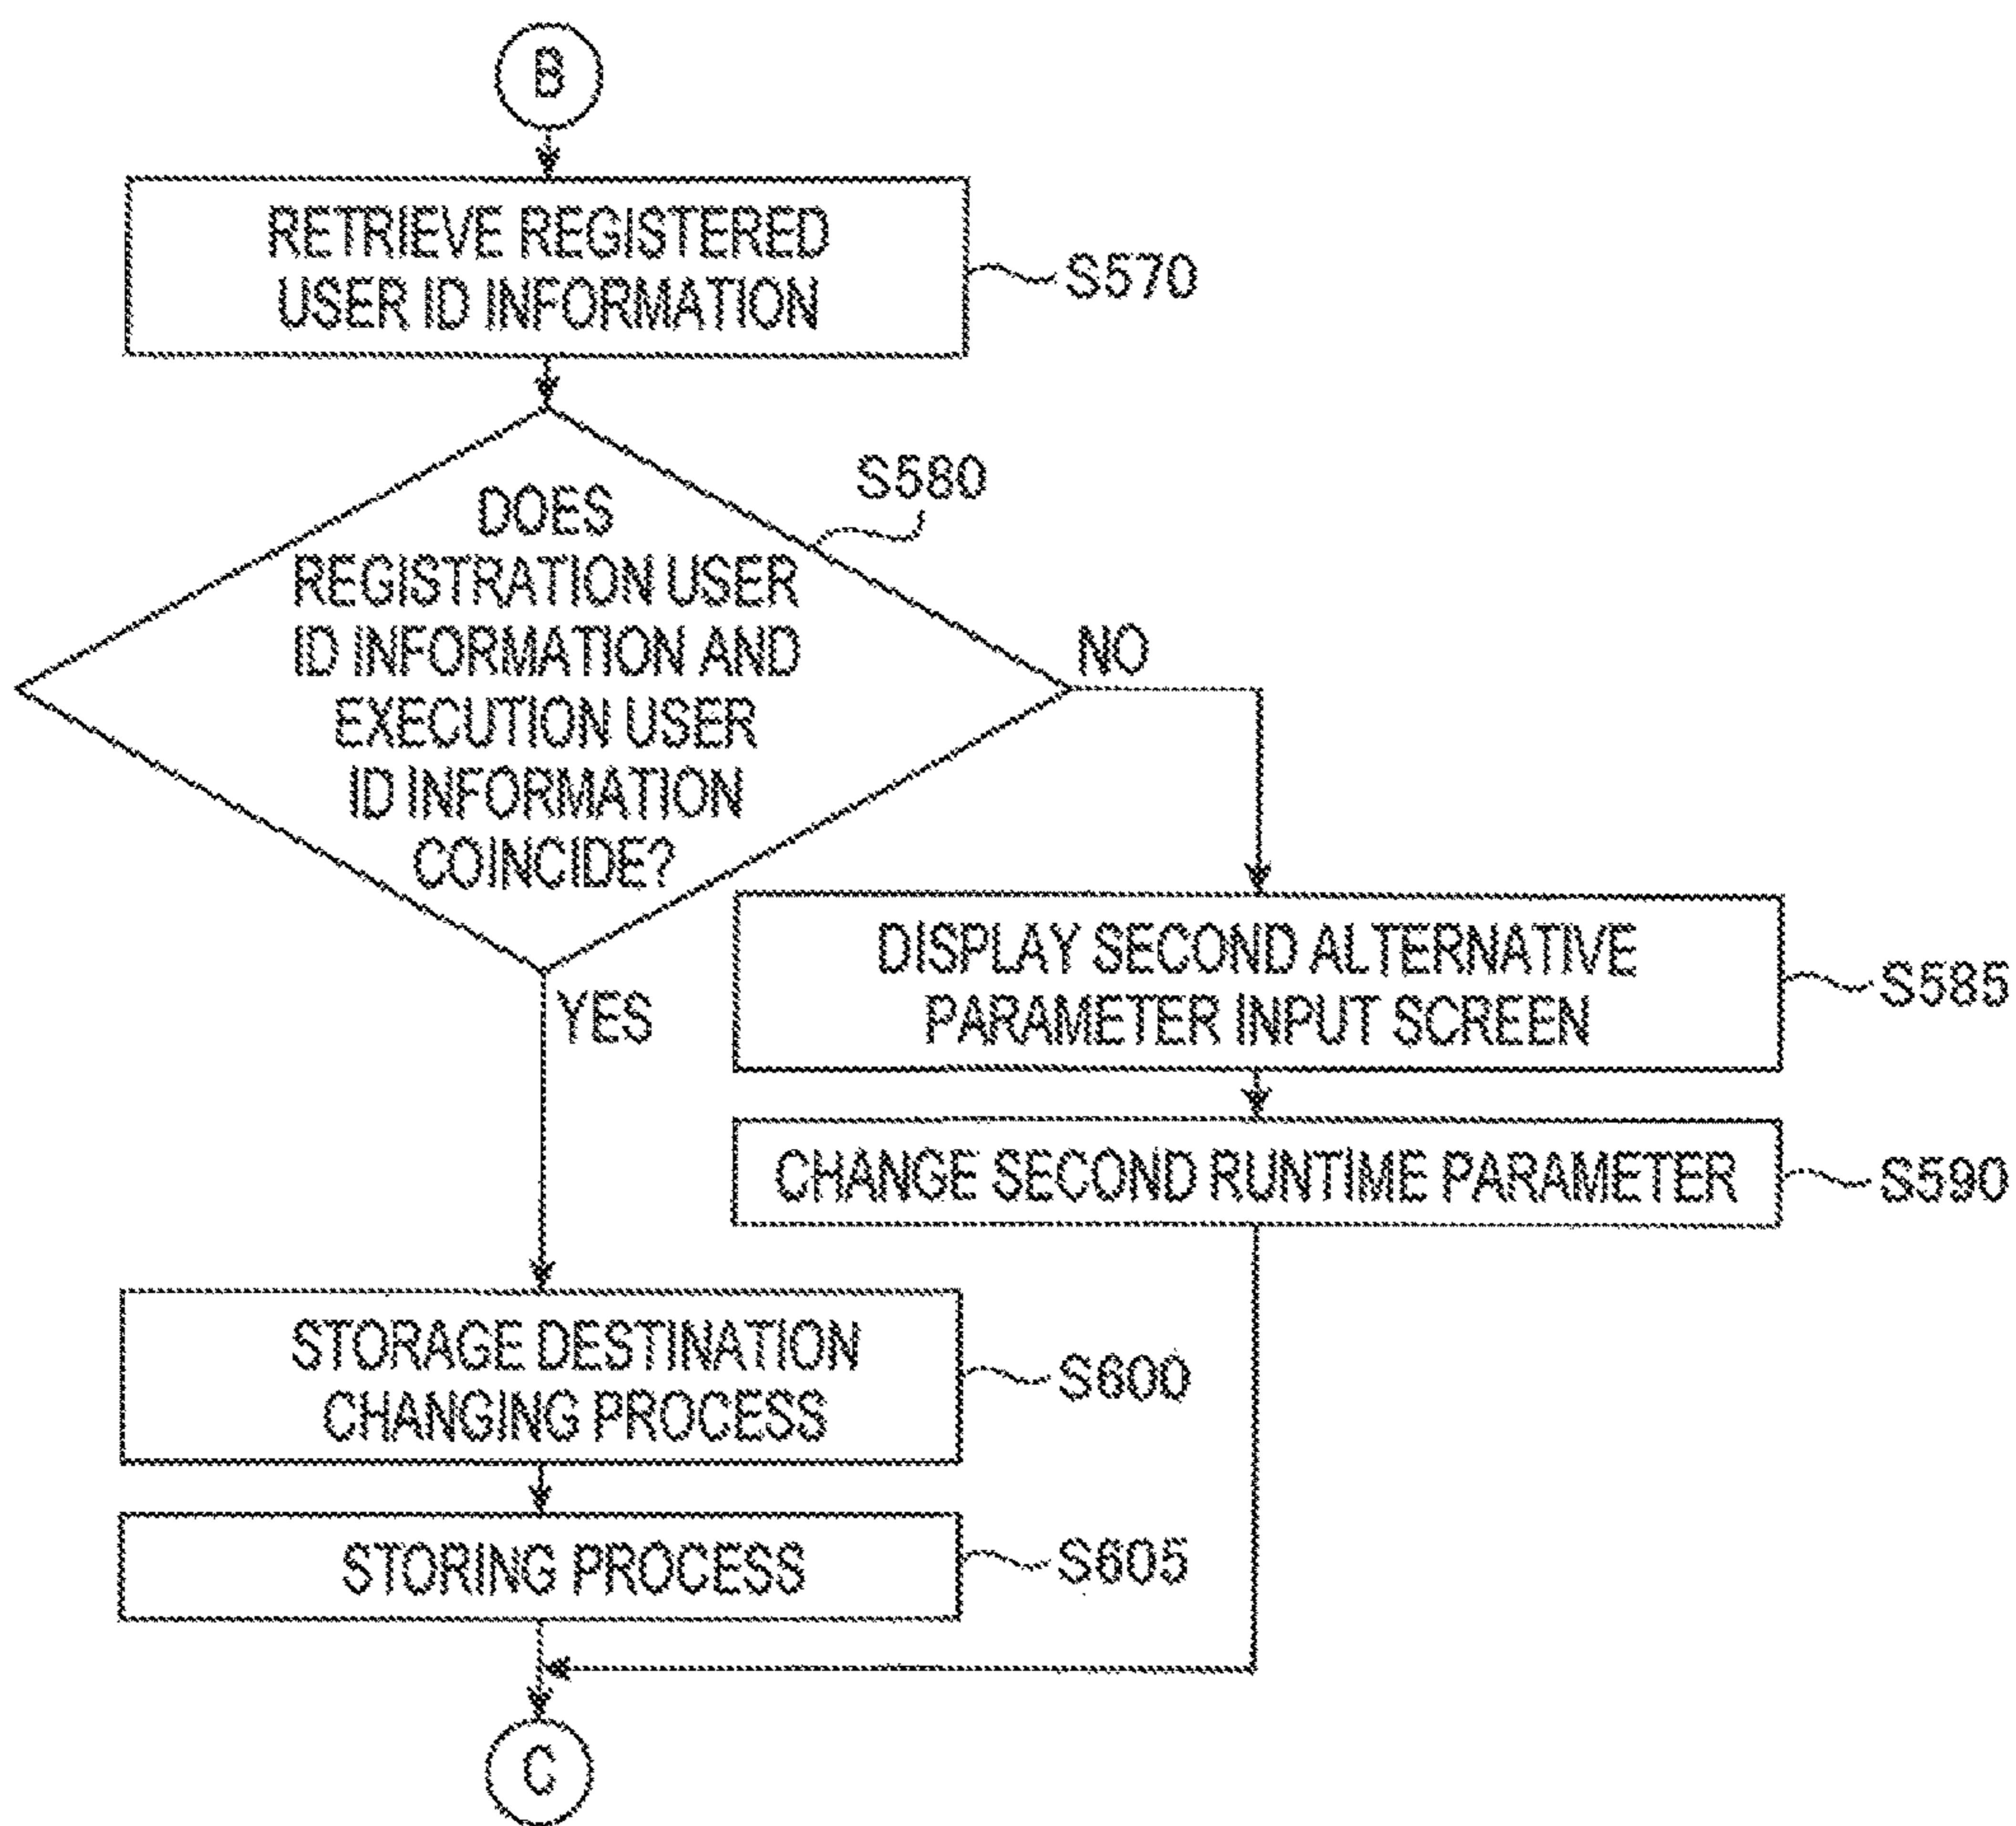 B
RETRIEVE REGISTERED
USER ID INFORMATION
S570
S580
DOES
REGISTRATION USER
ID INFORMATION AND
EXECUTION USER
ID INFORMATION
COINCIDE?
NO
YES
DISPLAY SECOND ALTERNATIVE
PARAMETER INPUT SCREEN
S585
CHANGE SECOND RUNTIME PARAMETER
S590
STORAGE DESTINATION
CHANGING PROCESS
S600
STORING PROCESS
S605
C